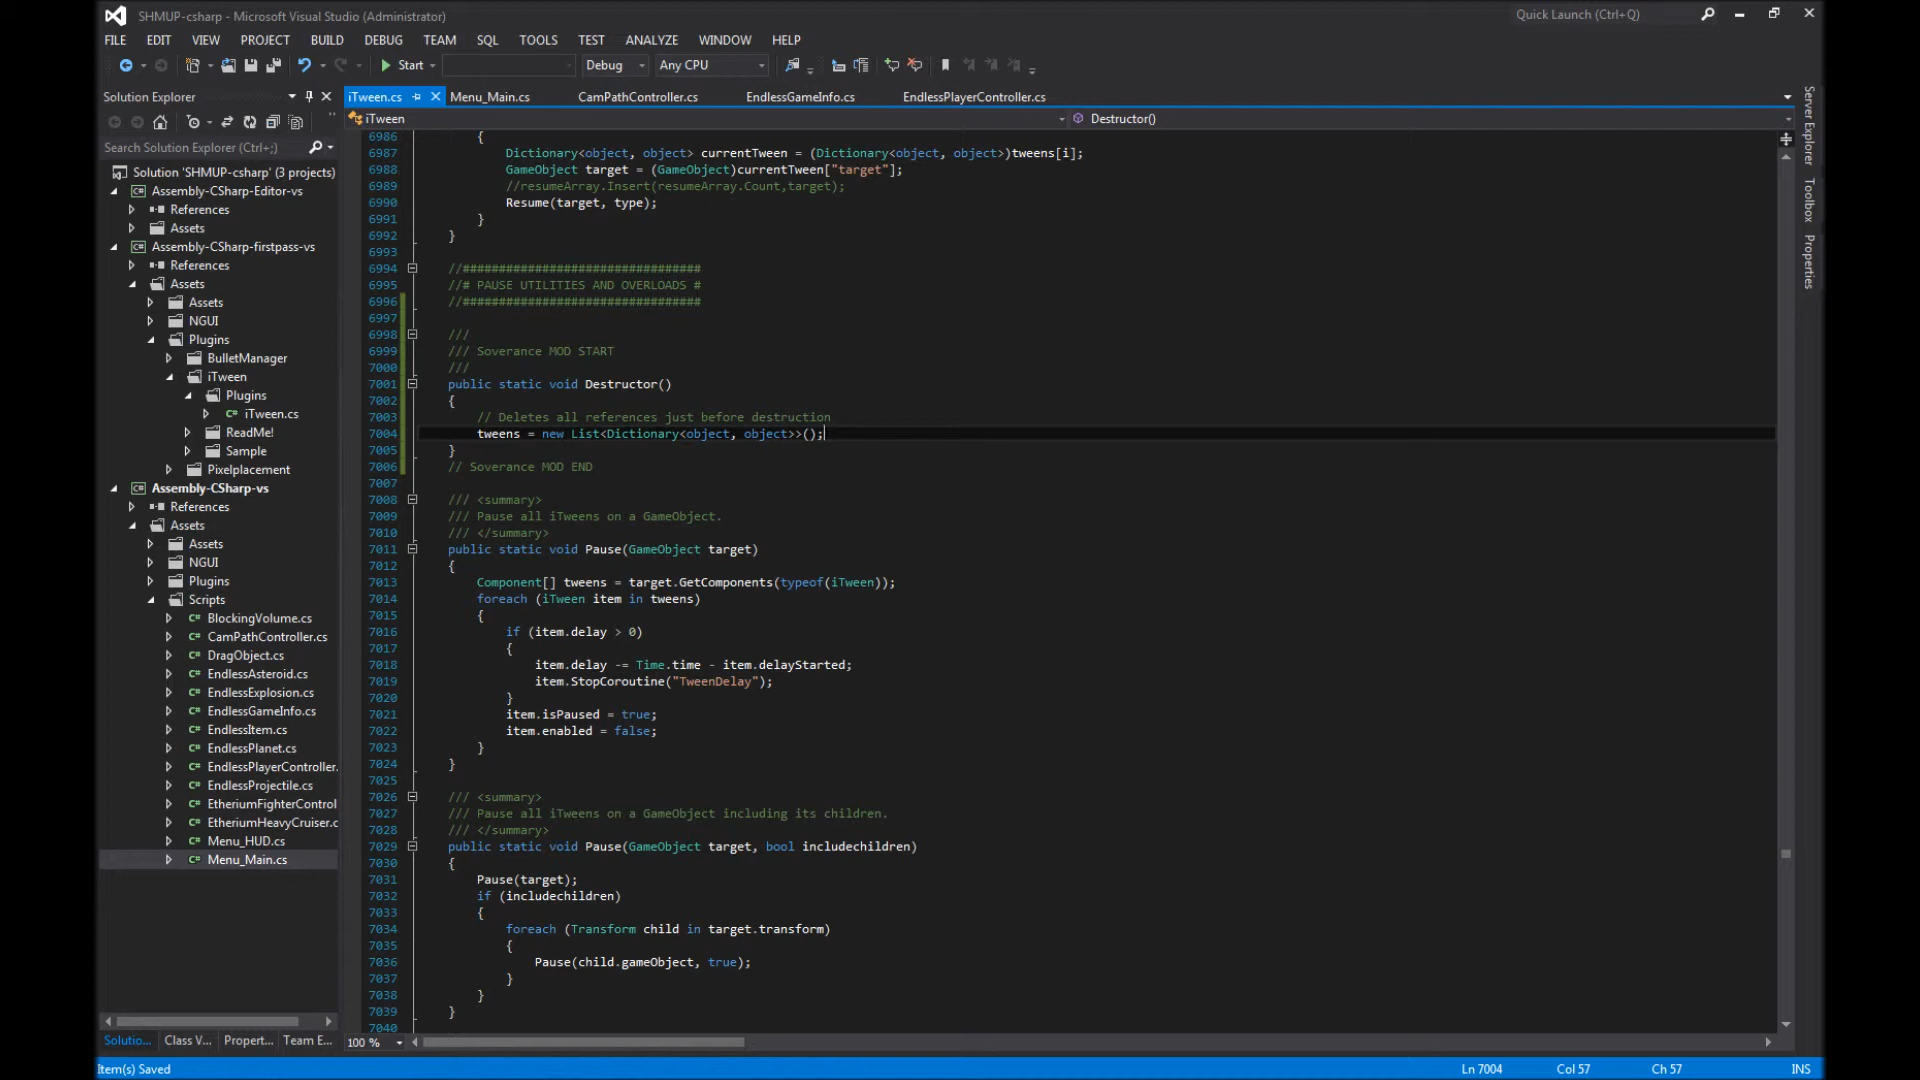 SHMUP-csharp - Microsoft Visual Studio (Administrator)
Quick Launch (Ctrl+Q)
FILE EDIT VIEW PROJECT BUILD DEBUG TEAM SQL TOOLS TEST ANALYZE WINDOW HELP
Start Debug Any CPU
Solution Explorer
iTween.cs Menu_Main.cs CamPathController.cs EndlessGameInfo.cs EndlessPlayerController.cs
iTween Destructor()
Search Solution Explorer (Ctrl+;)
Solution 'SHMUP-csharp' (3 projects)
Assembly-CSharp-Editor-vs
References
Assets
Assembly-CSharp-firstpass-vs
References
Assets
Assets
NGUI
Plugins
BulletManager
iTween
Plugins
iTween.cs
ReadMe!
Sample
Pixelplacement
Assembly-CSharp-vs
References
Assets
Assets
NGUI
Plugins
Scripts
BlockingVolume.cs
CamPathController.cs
DragObject.cs
EndlessAsteroid.cs
EndlessExplosion.cs
EndlessGameInfo.cs
EndlessItem.cs
EndlessPlanet.cs
EndlessPlayerController.
EndlessProjectile.cs
EtheriumFighterControl
EtheriumHeavyCruiser.c
Menu_HUD.cs
Menu_Main.cs
Solutio... Class V... Propert... Team E...
6986 {
6987 Dictionary<object, object> currentTween = (Dictionary<object, object>)tweens[i];
6988 GameObject target = (GameObject)currentTween["target"];
6989 //resumeArray.Insert(resumeArray.Count,target);
6990 Resume(target, type);
6991 }
6992 }
6993
6994 //#################################
6995 //# PAUSE UTILITIES AND OVERLOADS #
6996 //#################################
6997
6998 ///
6999 /// Soverance MOD START
7000 ///
7001 public static void Destructor()
7002 {
7003 // Deletes all references just before destruction
7004 tweens = new List<Dictionary<object, object>>();
7005 }
7006 // Soverance MOD END
7007
7008 /// <summary>
7009 /// Pause all iTweens on a GameObject.
7010 /// </summary>
7011 public static void Pause(GameObject target)
7012 {
7013 Component[] tweens = target.GetComponents(typeof(iTween));
7014 foreach (iTween item in tweens)
7015 {
7016 if (item.delay > 0)
7017 {
7018 item.delay -= Time.time - item.delayStarted;
7019 item.StopCoroutine("TweenDelay");
7020 }
7021 item.isPaused = true;
7022 item.enabled = false;
7023 }
7024 }
7025
7026 /// <summary>
7027 /// Pause all iTweens on a GameObject including its children.
7028 /// </summary>
7029 public static void Pause(GameObject target, bool includechildren)
7030 {
7031 Pause(target);
7032 if (includechildren)
7033 {
7034 foreach (Transform child in target.transform)
7035 {
7036 Pause(child.gameObject, true);
7037 }
7038 }
7039 }
7040
100 %
Server Explorer
Toolbox
Properties
Item(s) Saved Ln 7004 Col 57 Ch 57 INS